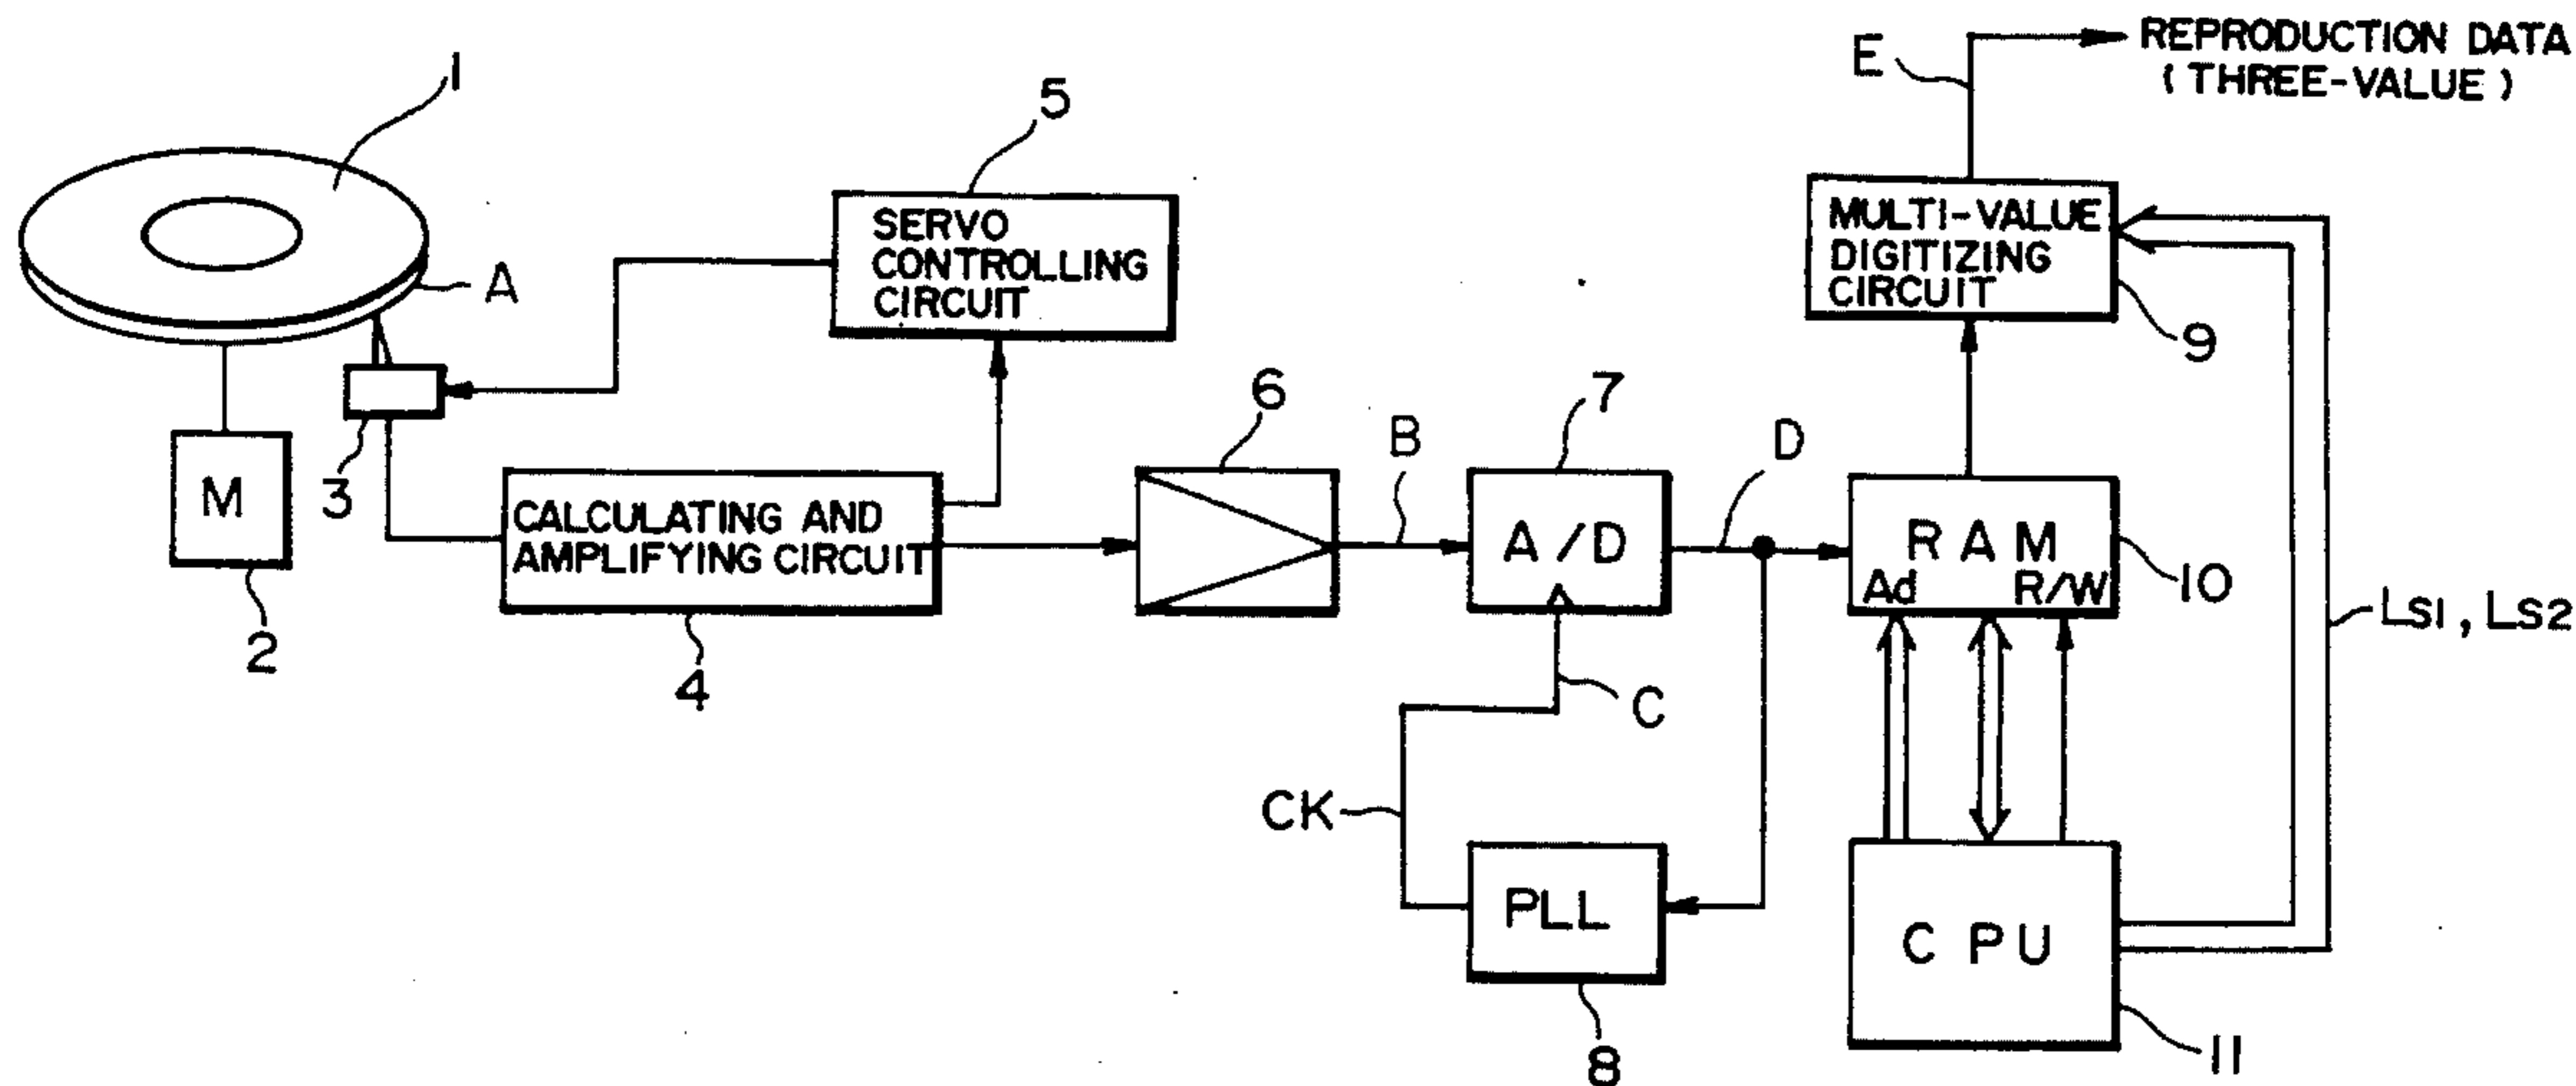 REPRODUCTION DATA
(THREE-VALUE)
E
1
5
SERVO
CONTROLLING
CIRCUIT
MULTI-VALUE
DIGITIZING
CIRCUIT
A
9
3
6
7
B
D
M
2
CALCULATING AND
AMPLIFYING CIRCUIT
4
A/D
RAM
Ad R/W
10
LS1, LS2
C
CK
PLL
8
CPU
11